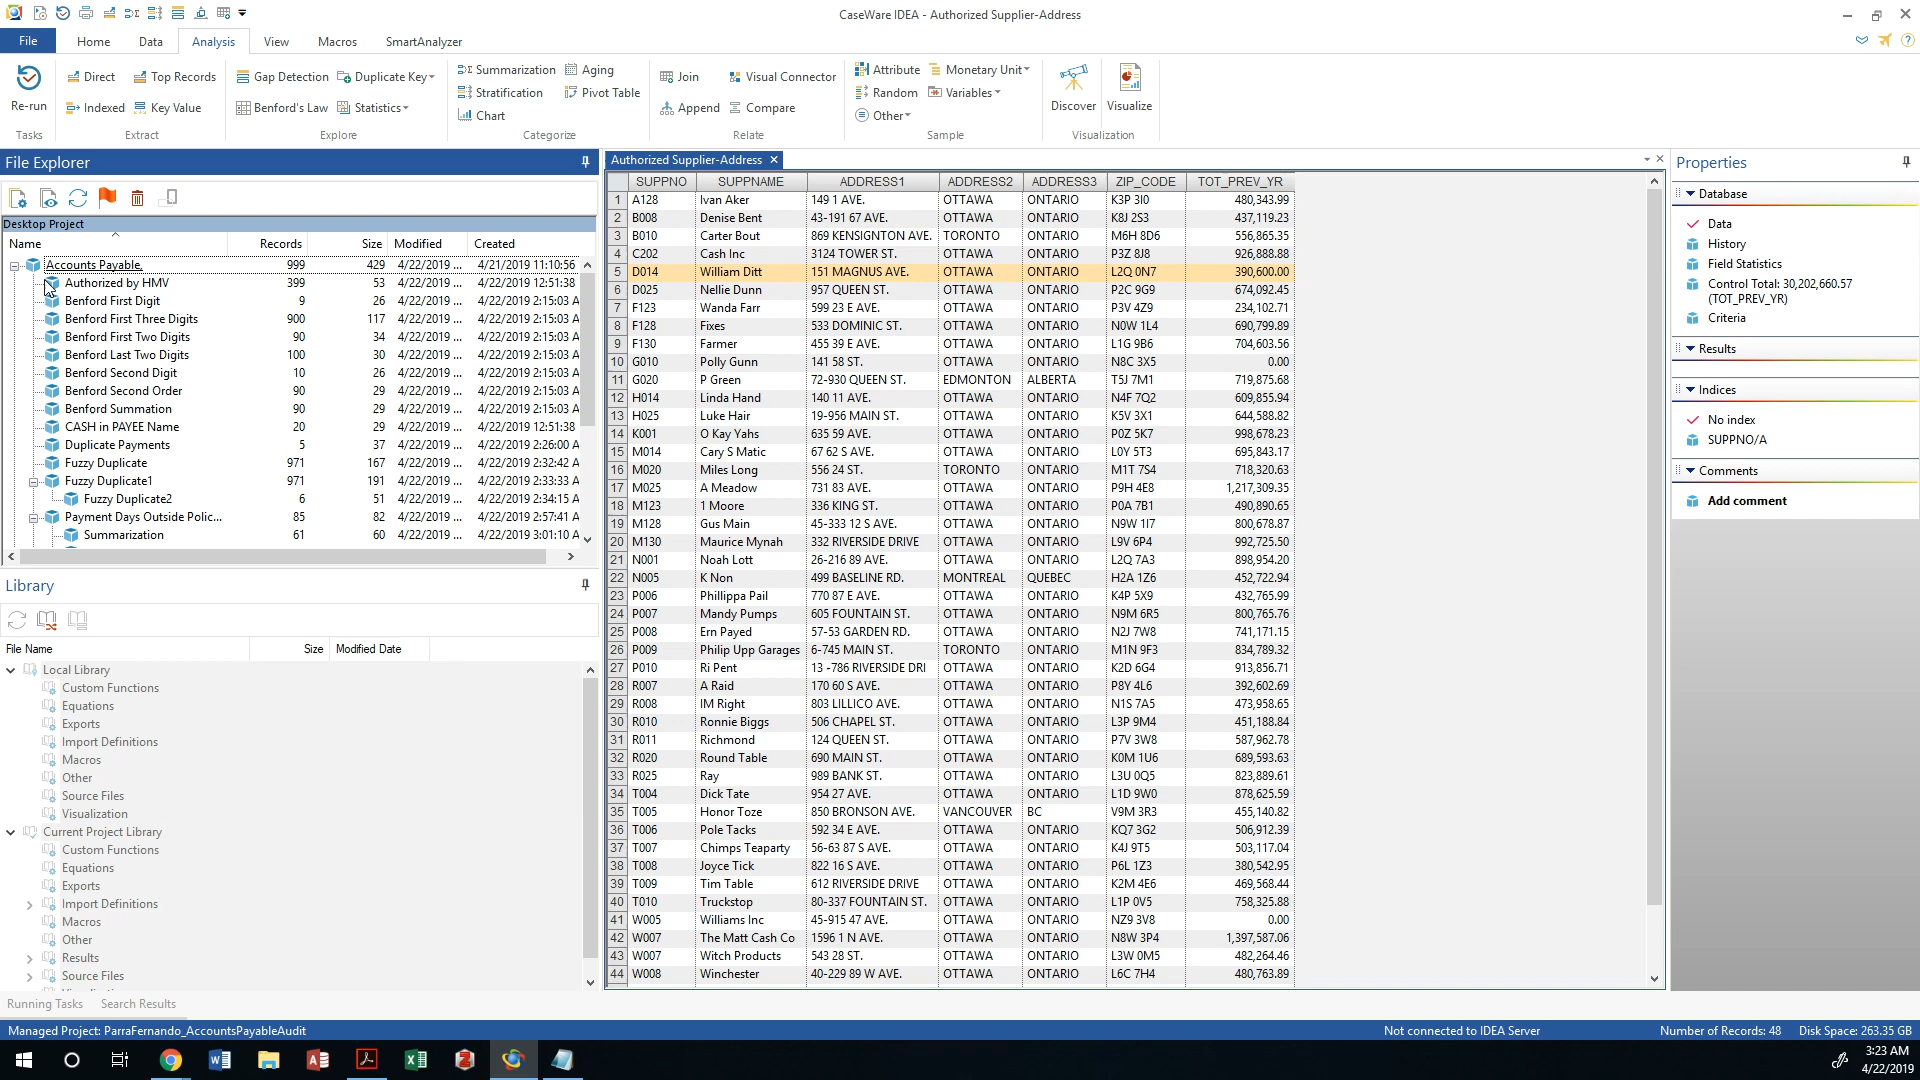 CaseWare IDEA - Authorized Supplier-Address
File Home Data Analysis View Macros SmartAnalyzer
Re-run
Tasks
Direct Top Records
Indexed Key Value
Extract
Gap Detection Duplicate Key
Benford's Law Statistics
Explore
Summarization Aging
Stratification Pivot Table
Chart
Categorize
Join Visual Connector
Append Compare
Relate
Attribute Monetary Unit
Random Variables
Other
Sample
Discover Visualize
Visualization
File Explorer
Desktop Project
Name Records Size Modified Created
Accounts Payable. 999 429 4/22/2019 ... 4/21/2019 11:10:56
Authorized by HMV 399 53 4/22/2019 ... 4/22/2019 12:51:38
Benford First Digit 9 26 4/22/2019 ... 4/22/2019 2:15:03 A
Benford First Three Digits 900 117 4/22/2019 ... 4/22/2019 2:15:03 A
Benford First Two Digits 90 34 4/22/2019 ... 4/22/2019 2:15:03 A
Benford Last Two Digits 100 30 4/22/2019 ... 4/22/2019 2:15:03 A
Benford Second Digit 10 26 4/22/2019 ... 4/22/2019 2:15:03 A
Benford Second Order 90 29 4/22/2019 ... 4/22/2019 2:15:03 A
Benford Summation 90 29 4/22/2019 ... 4/22/2019 2:15:03 A
CASH in PAYEE Name 20 29 4/22/2019 ... 4/22/2019 12:51:38
Duplicate Payments 5 37 4/22/2019 ... 4/22/2019 2:26:00 A
Fuzzy Duplicate 971 167 4/22/2019 ... 4/22/2019 2:32:42 A
Fuzzy Duplicate1 971 191 4/22/2019 ... 4/22/2019 2:33:33 A
Fuzzy Duplicate2 6 51 4/22/2019 ... 4/22/2019 2:34:15 A
Payment Days Outside Polic... 85 82 4/22/2019 ... 4/22/2019 2:57:41 A
Summarization 61 60 4/22/2019 ... 4/22/2019 3:01:10 A
Library
File Name Size Modified Date
Local Library
Custom Functions
Equations
Exports
Import Definitions
Macros
Other
Source Files
Visualization
Current Project Library
Custom Functions
Equations
Exports
Import Definitions
Macros
Other
Results
Source Files
Running Tasks Search Results
Authorized Supplier-Address
SUPPNO SUPPNAME ADDRESS1 ADDRESS2 ADDRESS3 ZIP_CODE TOT_PREV_YR
1 A128 Ivan Aker 149 1 AVE. OTTAWA ONTARIO K3P 3I0 480,343.99
2 B008 Denise Bent 43-191 67 AVE. OTTAWA ONTARIO K8J 2S3 437,119.23
3 B010 Carter Bout 869 KENSIGNTON AVE. TORONTO ONTARIO M6H 8D6 556,865.35
4 C202 Cash Inc 3124 TOWER ST. OTTAWA ONTARIO P3Z 8J8 926,888.88
5 D014 William Ditt 151 MAGNUS AVE. OTTAWA ONTARIO L2Q 0N7 390,600.00
6 D025 Nellie Dunn 957 QUEEN ST. OTTAWA ONTARIO P2C 9G9 674,092.45
7 F123 Wanda Farr 599 23 E AVE. OTTAWA ONTARIO P3V 4Z9 234,102.71
8 F128 Fixes 533 DOMINIC ST. OTTAWA ONTARIO N0W 1L4 690,799.89
9 F130 Farmer 455 39 E AVE. OTTAWA ONTARIO L1G 9B6 704,603.56
10 G010 Polly Gunn 141 58 ST. OTTAWA ONTARIO N8C 3X5 0.00
11 G020 P Green 72-930 QUEEN ST. EDMONTON ALBERTA T5J 7M1 719,875.68
12 H014 Linda Hand 140 11 AVE. OTTAWA ONTARIO N4F 7Q2 609,855.94
13 H025 Luke Hair 19-956 MAIN ST. OTTAWA ONTARIO K5V 3X1 644,588.82
14 K001 O Kay Yahs 635 59 AVE. OTTAWA ONTARIO P0Z 5K7 998,678.23
15 M014 Cary S Matic 67 62 S AVE. OTTAWA ONTARIO L0Y 5T3 695,843.17
16 M020 Miles Long 556 24 ST. TORONTO ONTARIO M1T 7S4 718,320.63
17 M025 A Meadow 731 83 AVE. OTTAWA ONTARIO P9H 4E8 1,217,309.35
18 M123 1 Moore 336 KING ST. OTTAWA ONTARIO P0A 7B1 490,890.65
19 M128 Gus Main 45-333 12 S AVE. OTTAWA ONTARIO N9W 1I7 800,678.87
20 M130 Maurice Mynah 332 RIVERSIDE DRIVE OTTAWA ONTARIO L9V 6P4 992,725.50
21 N001 Noah Lott 26-216 89 AVE. OTTAWA ONTARIO L2Q 7A3 898,954.20
22 N005 K Non 499 BASELINE RD. MONTREAL QUEBEC H2A 1Z6 452,722.94
23 P006 Phillippa Pail 770 87 E AVE. OTTAWA ONTARIO K4P 5X9 432,765.99
24 P007 Mandy Pumps 605 FOUNTAIN ST. OTTAWA ONTARIO N9M 6R5 800,765.76
25 P008 Ern Payed 57-53 GARDEN RD. OTTAWA ONTARIO N2J 7W8 741,171.15
26 P009 Philip Upp Garages 6-745 MAIN ST. TORONTO ONTARIO M1N 9F3 834,789.32
27 P010 Ri Pent 13 -786 RIVERSIDE DRI OTTAWA ONTARIO K2D 6G4 913,856.71
28 R007 A Raid 170 60 S AVE. OTTAWA ONTARIO P8Y 4L6 392,602.69
29 R008 IM Right 803 LILLICO AVE. OTTAWA ONTARIO N1S 7A5 473,958.65
30 R010 Ronnie Biggs 506 CHAPEL ST. OTTAWA ONTARIO L3P 9M4 451,188.84
31 R011 Richmond 124 QUEEN ST. OTTAWA ONTARIO P7V 3W8 587,962.78
32 R020 Round Table 690 MAIN ST. OTTAWA ONTARIO K0M 1U6 689,593.63
33 R025 Ray 989 BANK ST. OTTAWA ONTARIO L3U 0Q5 823,889.61
34 T004 Dick Tate 954 27 AVE. OTTAWA ONTARIO L1D 9W0 878,625.59
35 T005 Honor Toze 850 BRONSON AVE. VANCOUVER BC V9M 3R3 455,140.82
36 T006 Pole Tacks 592 34 E AVE. OTTAWA ONTARIO KQ7 3G2 506,912.39
37 T007 Chimps Teaparty 56-63 87 S AVE. OTTAWA ONTARIO K4J 9T5 503,117.04
38 T008 Joyce Tick 822 16 S AVE. OTTAWA ONTARIO P6L 1Z3 380,542.95
39 T009 Tim Table 612 RIVERSIDE DRIVE OTTAWA ONTARIO K2M 4E6 469,568.44
40 T010 Truckstop 80-337 FOUNTAIN ST. OTTAWA ONTARIO L1P 0V5 758,325.88
41 W005 Williams Inc 45-915 47 AVE. OTTAWA ONTARIO NZ9 3V8 0.00
42 W007 The Matt Cash Co 1596 1 N AVE. OTTAWA ONTARIO N8W 3P4 1,397,587.06
43 W007 Witch Products 543 28 ST. OTTAWA ONTARIO L3W 0M5 482,264.46
44 W008 Winchester 40-229 89 W AVE. OTTAWA ONTARIO L6C 7H4 480,763.89
Properties
Database
Data
History
Field Statistics
Control Total: 30,202,660.57
(TOT_PREV_YR)
Criteria
Results
Indices
No index
SUPPNO/A
Comments
Add comment
Managed Project: ParraFernando_AccountsPayableAudit Not connected to IDEA Server Number of Records: 48 Disk Space: 263.35 GB
3:23 AM
4/22/2019